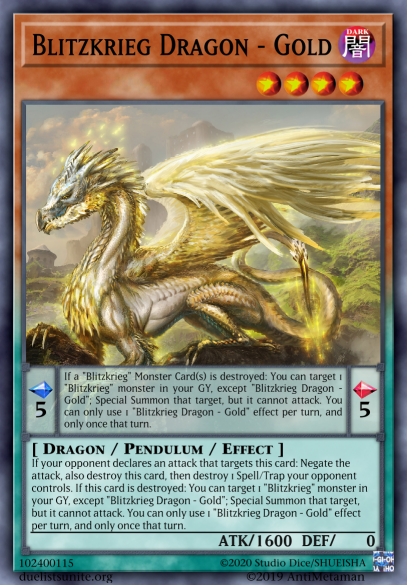 Blitzkrieg Dragon - Gold
DARK
闇
If a "Blitzkrieg" Monster Card(s) is destroyed: You can target 1
"Blitzkrieg" monster in your GY, except "Blitzkrieg Dragon -
Gold"; Special Summon that target, but it cannot attack. You
can only use 1 "Blitzkrieg Dragon - Gold" effect per turn, and
only once that turn.
5
5
[ Dragon / Pendulum / Effect ]
If your opponent declares an attack that targets this card: Negate the
attack, also destroy this card, then destroy 1 Spell/Trap your opponent
controls. If this card is destroyed: You can target 1 "Blitzkrieg" monster in
your GY, except "Blitzkrieg Dragon - Gold"; Special Summon that target,
but it cannot attack. You can only use 1 "Blitzkrieg Dragon - Gold" effect
per turn, and only once that turn.
ATK/1600 DEF/ 0
102400115
©2020 Studio Dice/SHUEISHA
duelistsunite.org
©2019 AntiMetaman